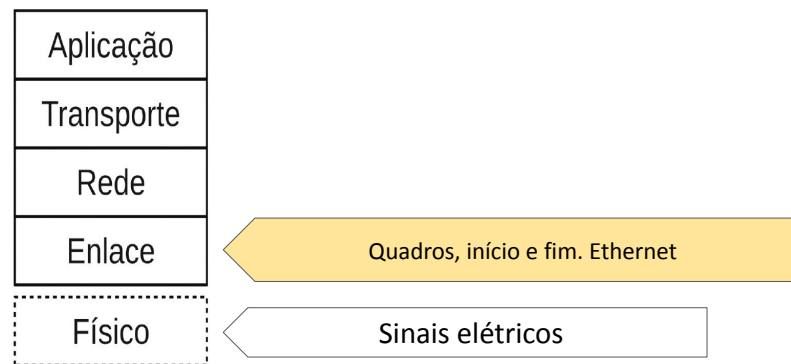 Aplicação
Transporte
Rede
Enlace
Quadros, início e fim. Ethernet
Físico
Sinais elétricos